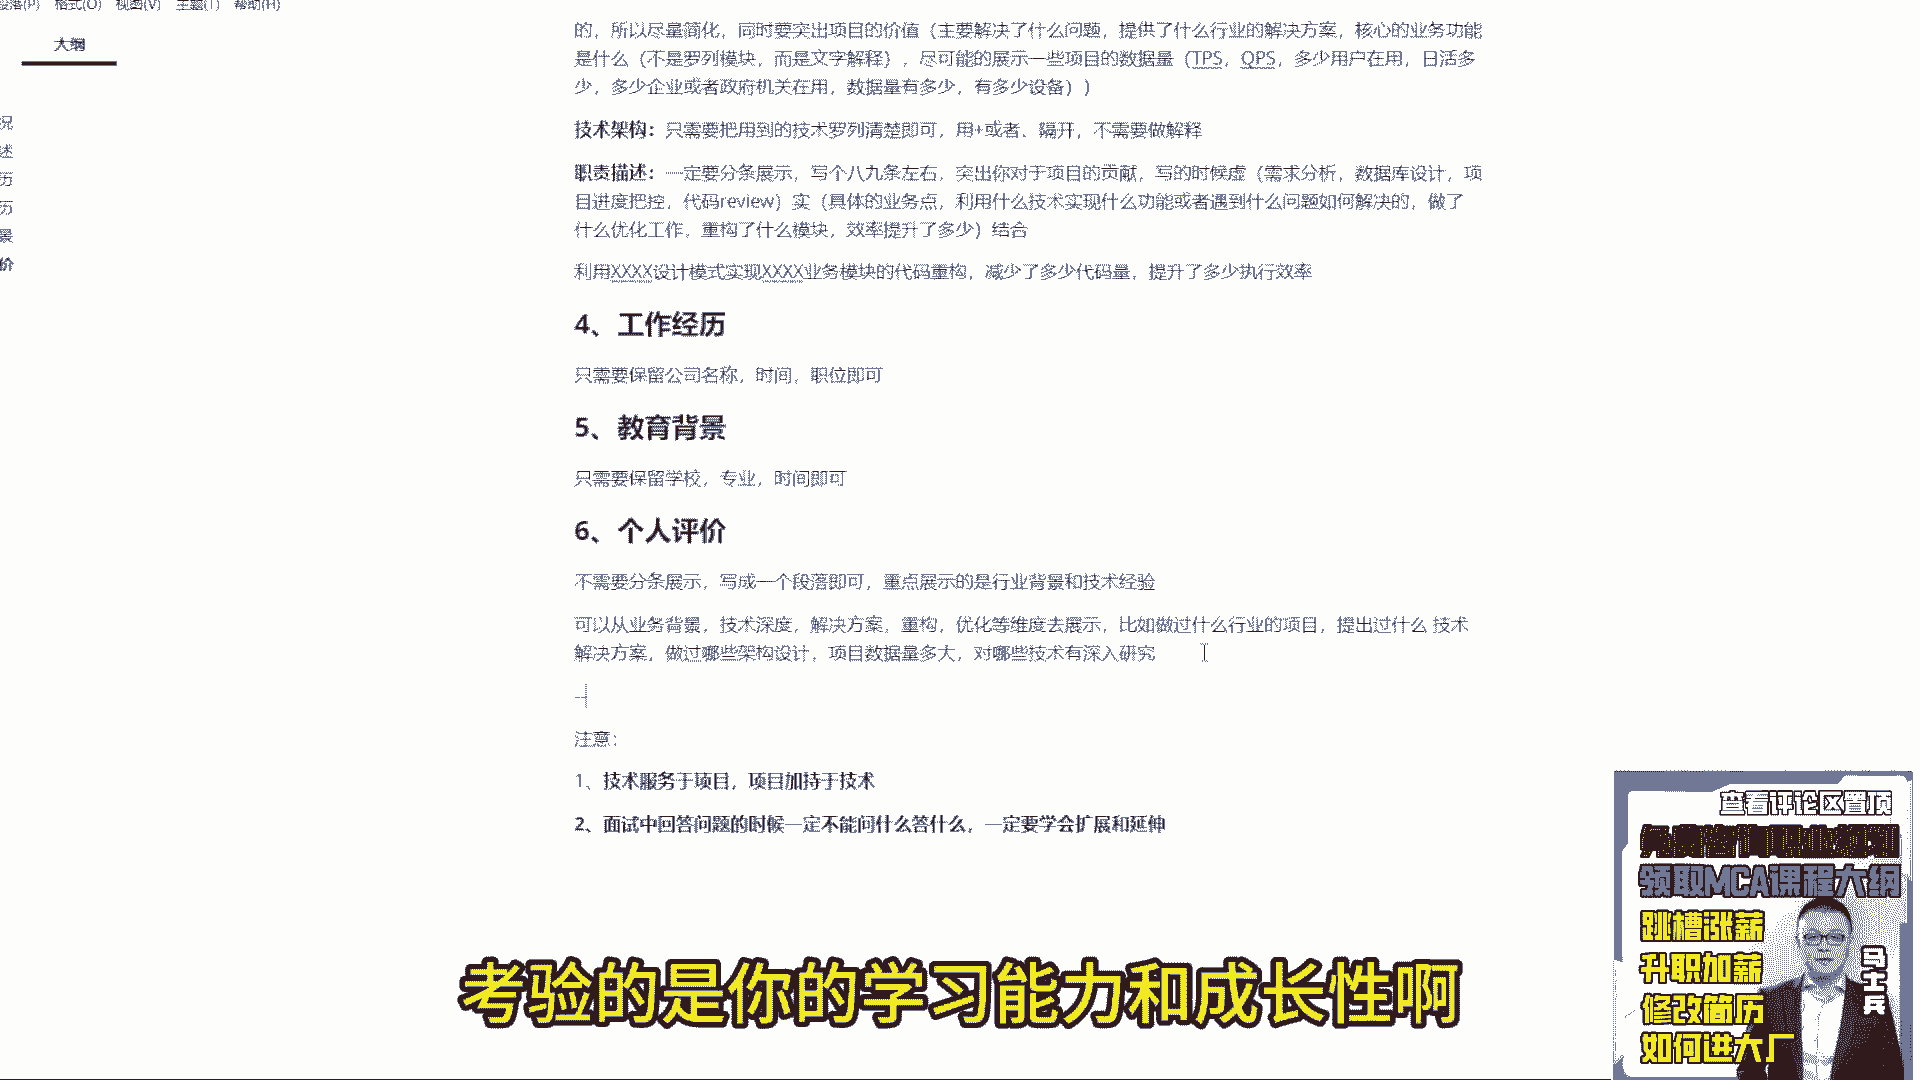 段落(P) 格式(O) 视图(V) 主题(T) 帮助(H)
大纲
况
述
历
历
景
价
的，所以尽量简化，同时要突出项目的价值（主要解决了什么问题，提供了什么行业的解决方案，核心的业务功能
是什么（不是罗列模块，而是文字解释），尽可能的展示一些项目的数据量（TPS，QPS，多少用户在用，日活多
少，多少企业或者政府机关在用，数据量有多少，有多少设备））
技术架构：只需要把用到的技术罗列清楚即可，用+或者、隔开，不需要做解释
职责描述：一定要分条展示，写个八九条左右，突出你对于项目的贡献，写的时候虚（需求分析，数据库设计，项
目进度把控，代码review）实（具体的业务点，利用什么技术实现什么功能或者遇到什么问题如何解决的，做了
什么优化工作，重构了什么模块，效率提升了多少）结合
利用XXXX设计模式实现XXXX业务模块的代码重构，减少了多少代码量，提升了多少执行效率
4、工作经历
只需要保留公司名称，时间，职位即可
5、教育背景
只需要保留学校，专业，时间即可
6、个人评价
不需要分条展示，写成一个段落即可，重点展示的是行业背景和技术经验
可以从业务背景，技术深度，解决方案，重构，优化等维度去展示，比如做过什么行业的项目，提出过什么 技术
解决方案，做过哪些架构设计，项目数据量多大，对哪些技术有深入研究
-
注意：
1、技术服务于项目，项目加持于技术
2、面试中回答问题的时候一定不能问什么答什么，一定要学会扩展和延伸
考验的是你的学习能力和成长性啊
查看评论区置顶
免费咨询职业规划
领取MCA课程大纲
跳槽涨薪
升职加薪
修改简历
如何进大厂
马士兵